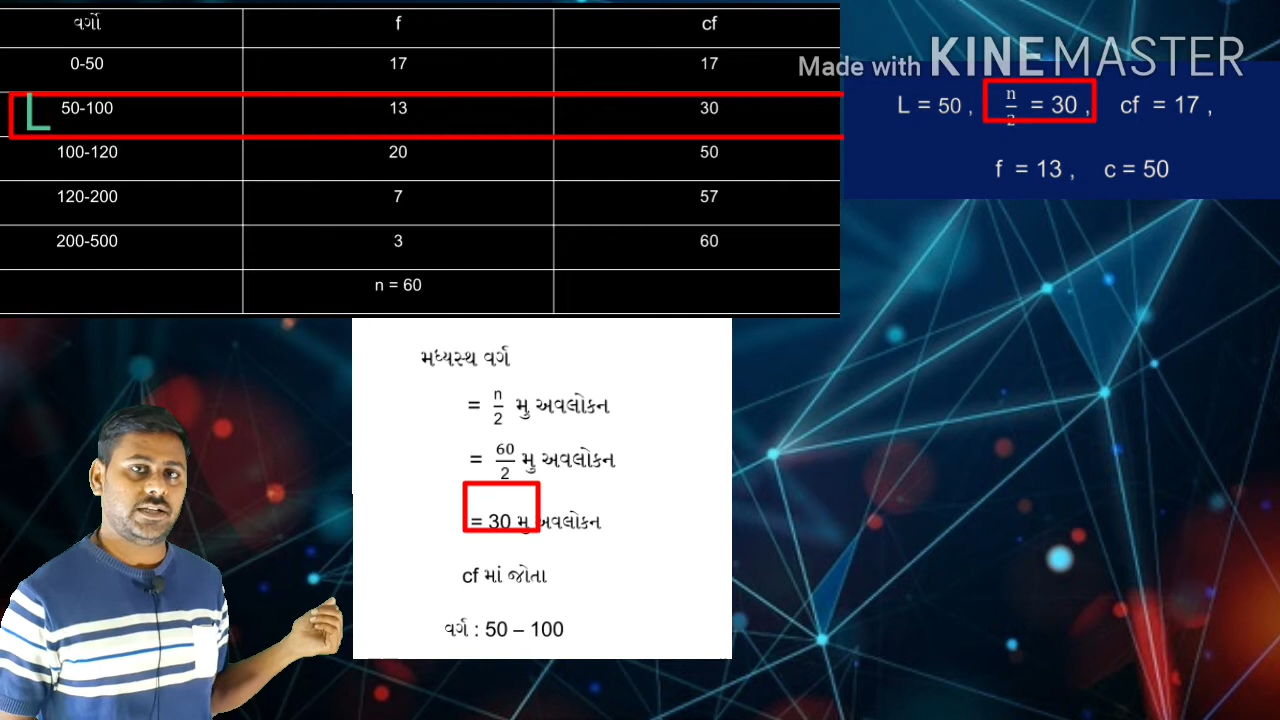 વર્ગો f cf
0-50 17 17
L 50-100 13 30
100-120 20 50
120-200 7 57
200-500 3 60
n = 60
Made with KINEMASTER
L = 50 , n/2 = 30 , cf = 17 ,
f = 13 , c = 50
મધ્યસ્થ વર્ગ
= n/2 મુ અવલોકન
= 60/2 મુ અવલોકન
= 30 મુ અવલોકન
cf માં જોતા
વર્ગ : 50 – 100